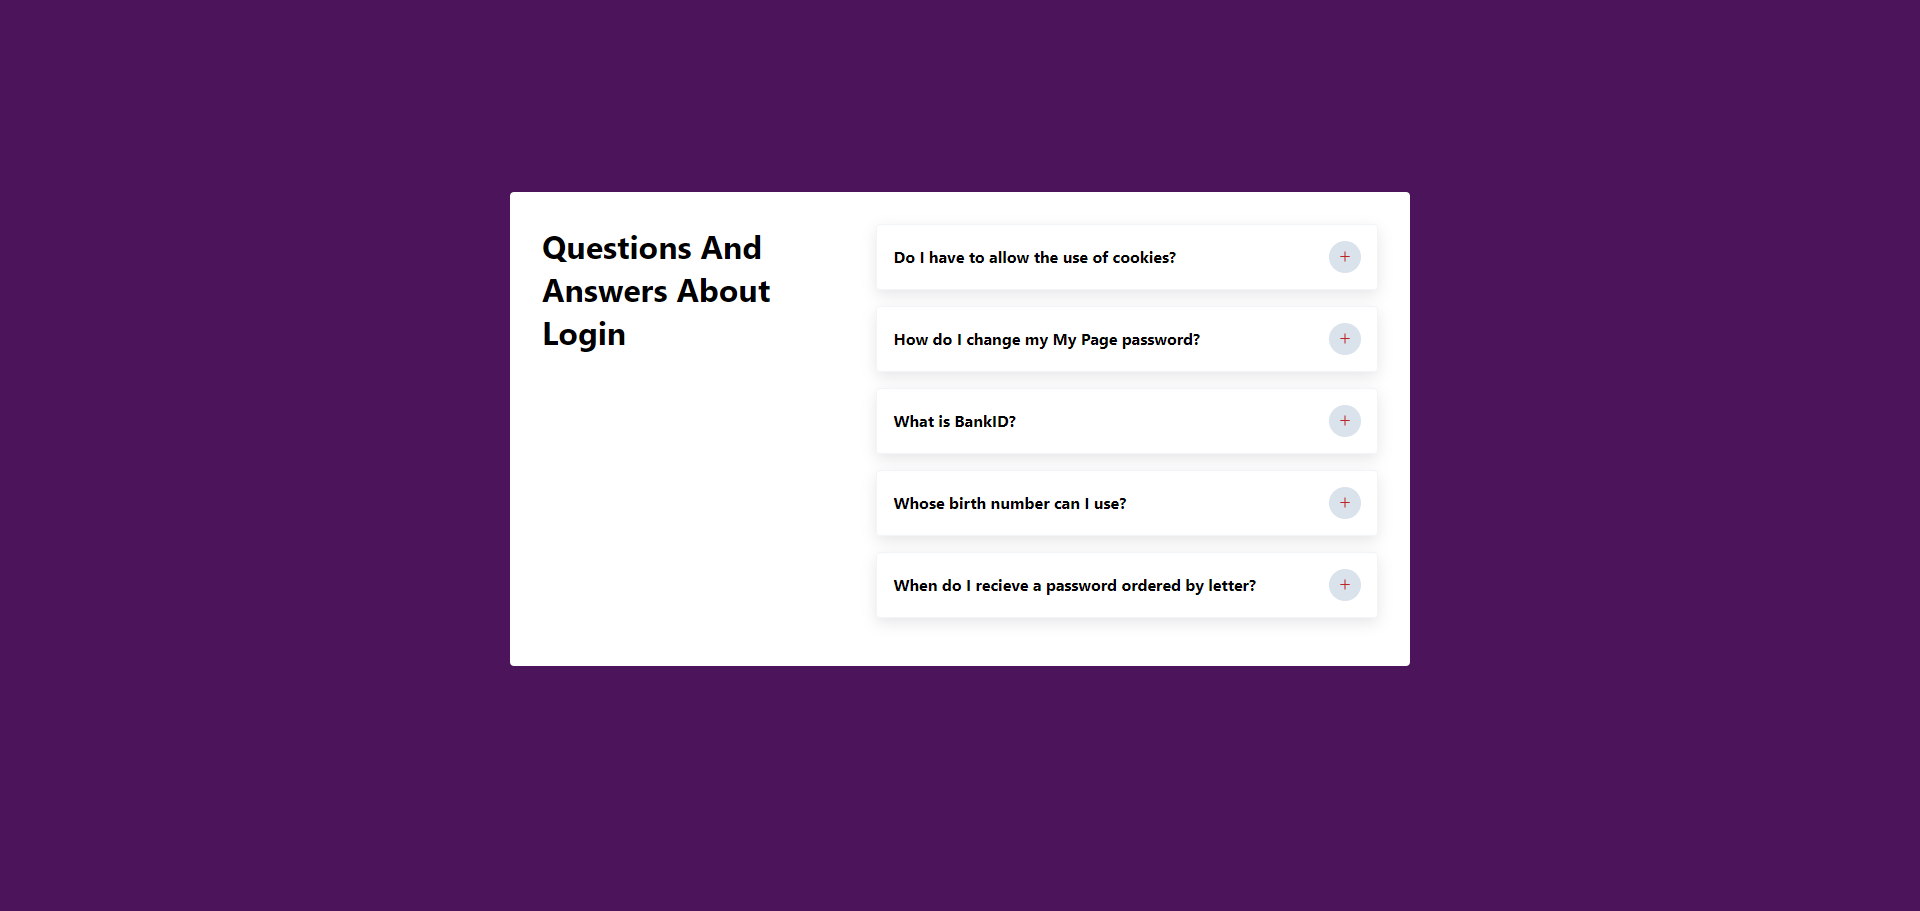 Questions And
Answers About
Login
Do I have to allow the use of cookies?
+
How do I change my My Page password?
+
What is BankID?
+
Whose birth number can I use?
+
When do I recieve a password ordered by letter?
+